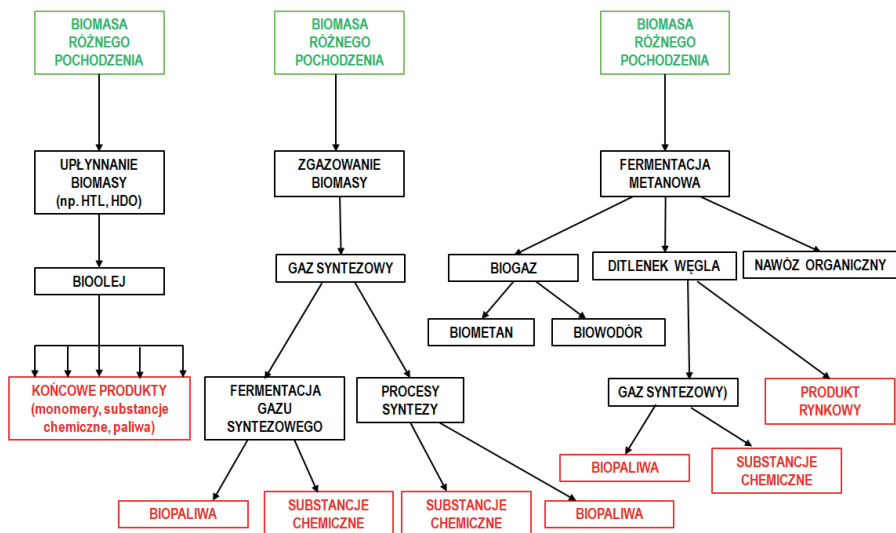 BIOMASA
RÓŻNEGO
POCHODZENIA
UPŁYNNANIE
BIOMASY
(np. HTL, HDO)
BIOOLEJ
KOŃCOWE PRODUKTY
(monomery, substancje
chemiczne, paliwa)
BIOMASA
RÓŻNEGO
POCHODZENIA
ZGAZOWANIE
BIOMASY
GAZ SYNTEZOWY
FERMENTACJA
GAZU
SYNTEZOWEGO
PROCESY
SYNTEZY
BIOPALIWA
SUBSTANCJE
CHEMICZNE
SUBSTANCJE
CHEMICZNE
BIOPALIWA
BIOMASA
RÓŻNEGO
POCHODZENIA
FERMENTACJA
METANOWA
BIOGAZ
DITLENEK WĘGLA
NAWÓZ ORGANICZNY
BIOMETAN
BIOWODÓR
GAZ SYNTEZOWY)
PRODUKT
RYNKOWY
BIOPALIWA
SUBSTANCJE
CHEMICZNE